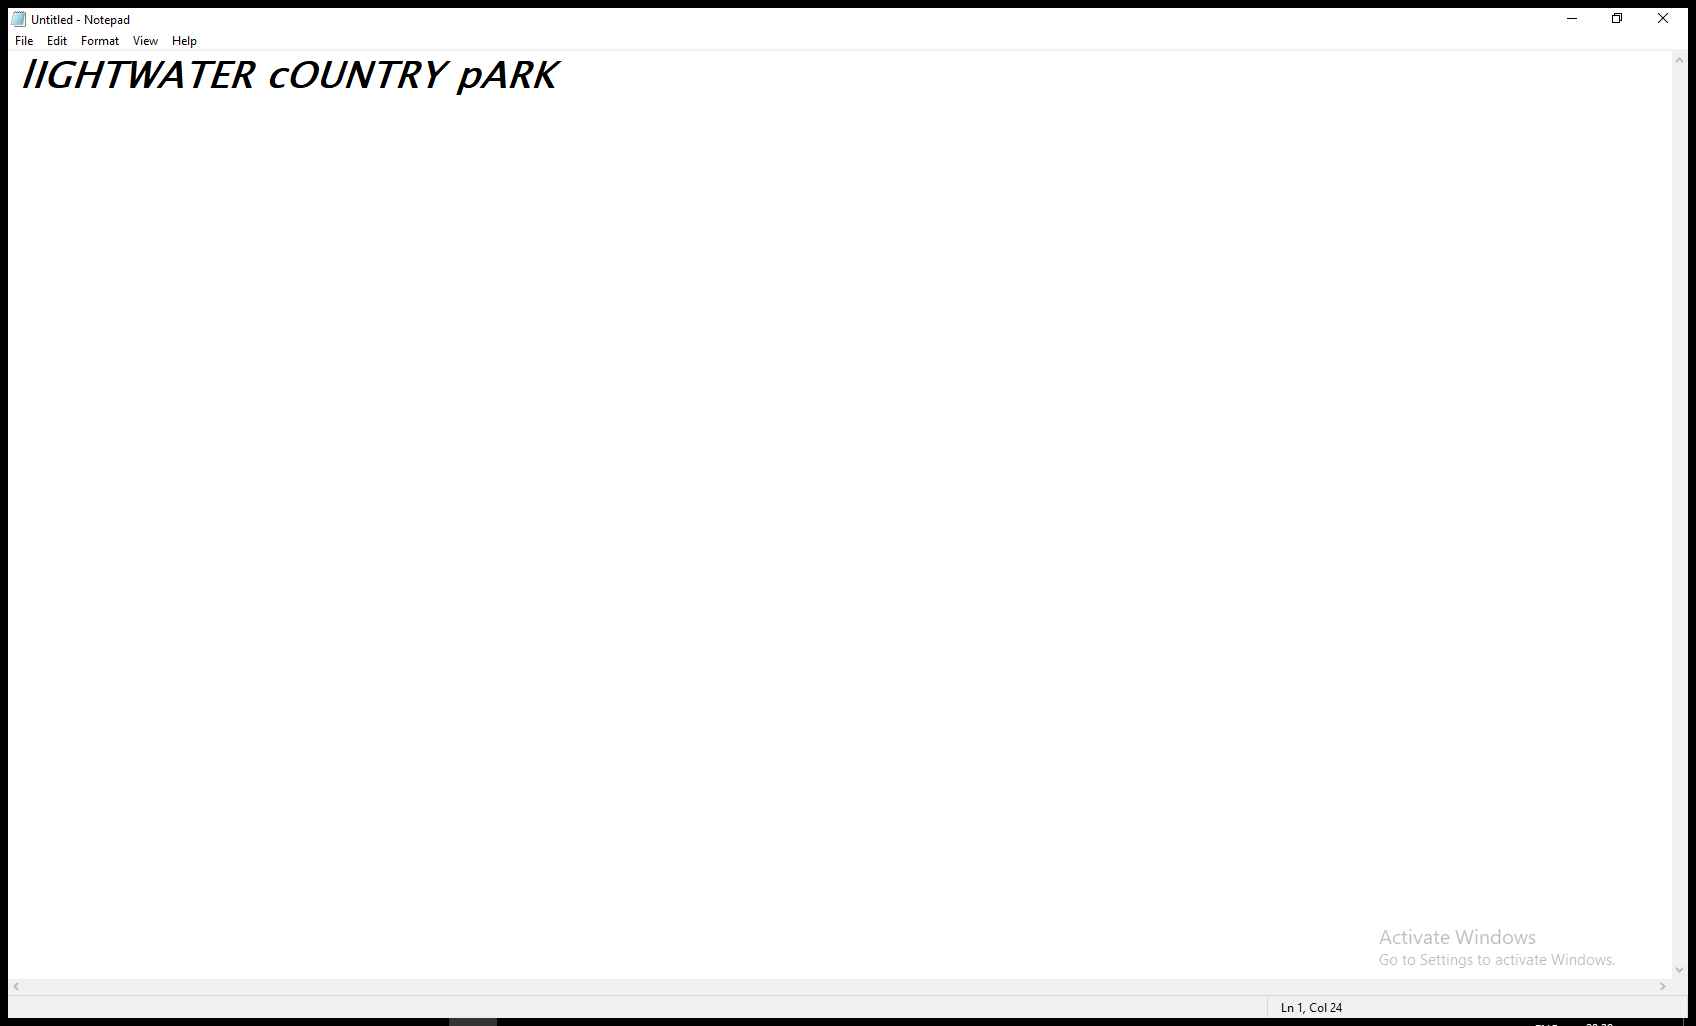 Untitled - Notepad
File Edit Format View Help
lIGHTWATER cOUNTRY pARK
Activate Windows
Go to Settings to activate Windows.
Ln 1, Col 24